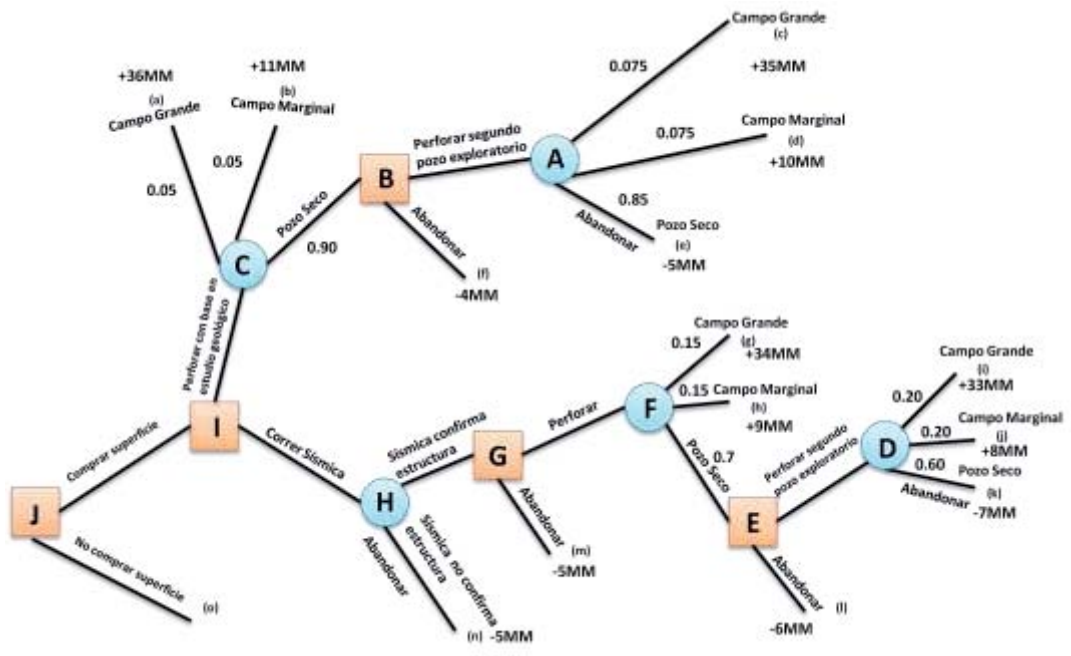 Campo Grande
(c)
+35MM
0.075
+36MM
(a)
Campo Grande
+11MM
(b)
Campo Marginal
0.05
0.05
Perforar segundo
pozo exploratorio
B
A
0.075
Campo Marginal
(d)
+10MM
0.85
Abandonar
Pozo Seco
(e)
-5MM
Pozo Seco
0.90
Abandonar
(f)
-4MM
C
Perforar con base en
estudio geológico
I
Comprar superficie
J
No comprar superficie
(o)
Correr Sísmica
H
Sísmica confirma
estructura
G
Perforar
F
Campo Grande
(g)
+34MM
0.15
0.15
Campo Marginal
(h)
+9MM
Pozo Seco
0.7
Abandonar
(m)
-5MM
Sísmica no confirma
estructura
Abandonar
(n)
-5MM
E
Perforar segundo
pozo exploratorio
D
Campo Grande
(i)
+33MM
0.20
0.20
Campo Marginal
(j)
+8MM
0.60
Pozo Seco
Abandonar
(k)
-7MM
Abandonar
(l)
-6MM